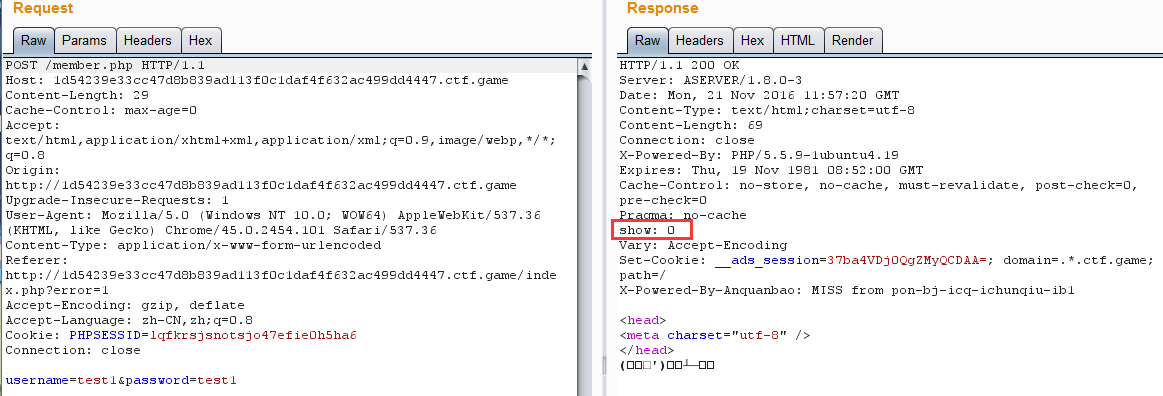 Request
Raw Params Headers Hex
POST /member.php HTTP/1.1
Host: 1d54239e33cc47d8b839ad113f0c1daf4f632ac499dd4447.ctf.game
Content-Length: 29
Cache-Control: max-age=0
Accept:
text/html,application/xhtml+xml,application/xml;q=0.9,image/webp,*/*;
q=0.8
Origin:
http://1d54239e33cc47d8b839ad113f0c1daf4f632ac499dd4447.ctf.game
Upgrade-Insecure-Requests: 1
User-Agent: Mozilla/5.0 (Windows NT 10.0; WOW64) AppleWebKit/537.36
(KHTML, like Gecko) Chrome/45.0.2454.101 Safari/537.36
Content-Type: application/x-www-form-urlencoded
Referer:
http://1d54239e33cc47d8b839ad113f0c1daf4f632ac499dd4447.ctf.game/inde
x.php?error=1
Accept-Encoding: gzip, deflate
Accept-Language: zh-CN,zh;q=0.8
Cookie: PHPSESSID=1qfkrsjsnotsjo47efie0h5ha6
Connection: close
username=test1&password=test1
Response
Raw Headers Hex HTML Render
HTTP/1.1 200 OK
Server: ASERVER/1.8.0-3
Date: Mon, 21 Nov 2016 11:57:20 GMT
Content-Type: text/html;charset=utf-8
Content-Length: 69
Connection: close
X-Powered-By: PHP/5.5.9-1ubuntu4.19
Expires: Thu, 19 Nov 1981 08:52:00 GMT
Cache-Control: no-store, no-cache, must-revalidate, post-check=0,
pre-check=0
Pragma: no-cache
show: 0
Vary: Accept-Encoding
Set-Cookie: __ads_session=37ba4VDjOQgZMyQCDAA=; domain=.*.ctf.game;
path=/
X-Powered-By-Anquanbao: MISS from pon-bj-icq-ichunqiu-ib1
<head>
<meta charset="utf-8" />
</head>